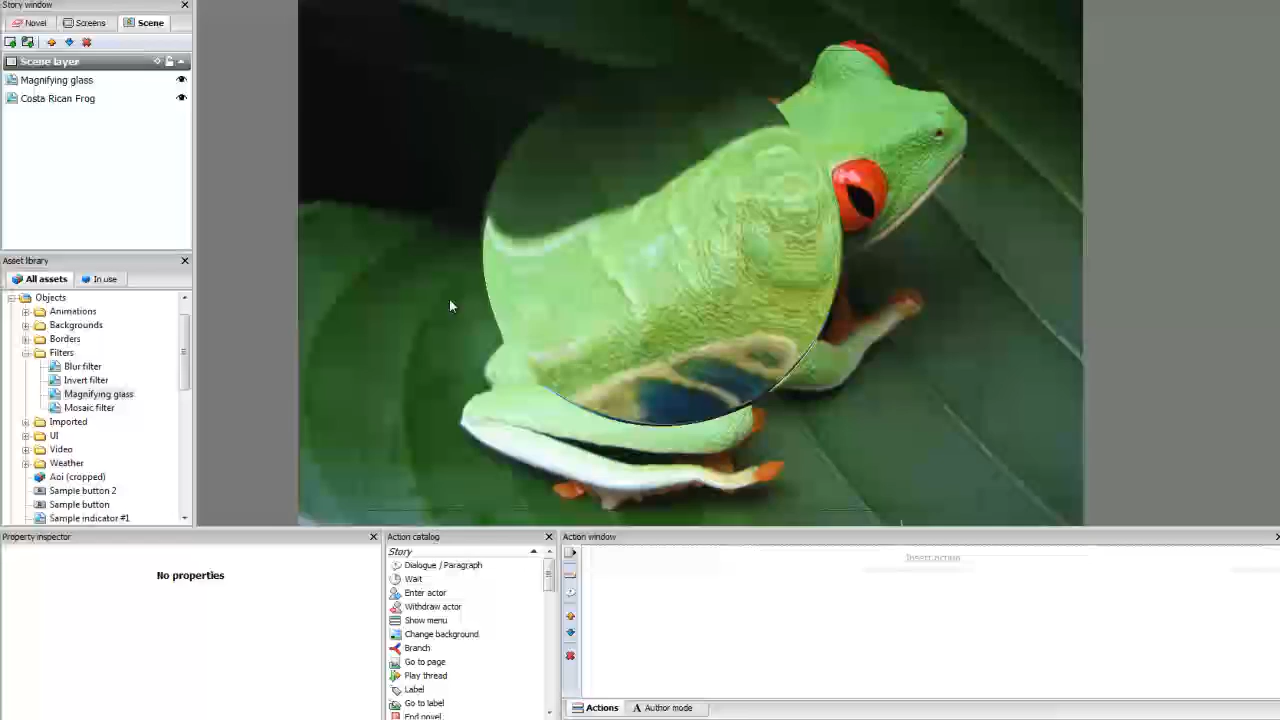 Story window
Novel
Screens
Scene
Scene layer
Magnifying glass
Costa Rican Frog
Asset library
All assets
In use
Objects
Animations
Backgrounds
Borders
Filters
Blur filter
Invert filter
Magnifying glass
Mosaic filter
Imported
UI
Video
Weather
Aoi (cropped)
Sample button 2
Sample button
Sample indicator #1
Property inspector
No properties
Action catalog
Story
Dialogue / Paragraph
Wait
Enter actor
Withdraw actor
Show menu
Change background
Branch
Go to page
Play thread
Label
Go to label
End novel
Action window
Insert action
Actions
Author mode